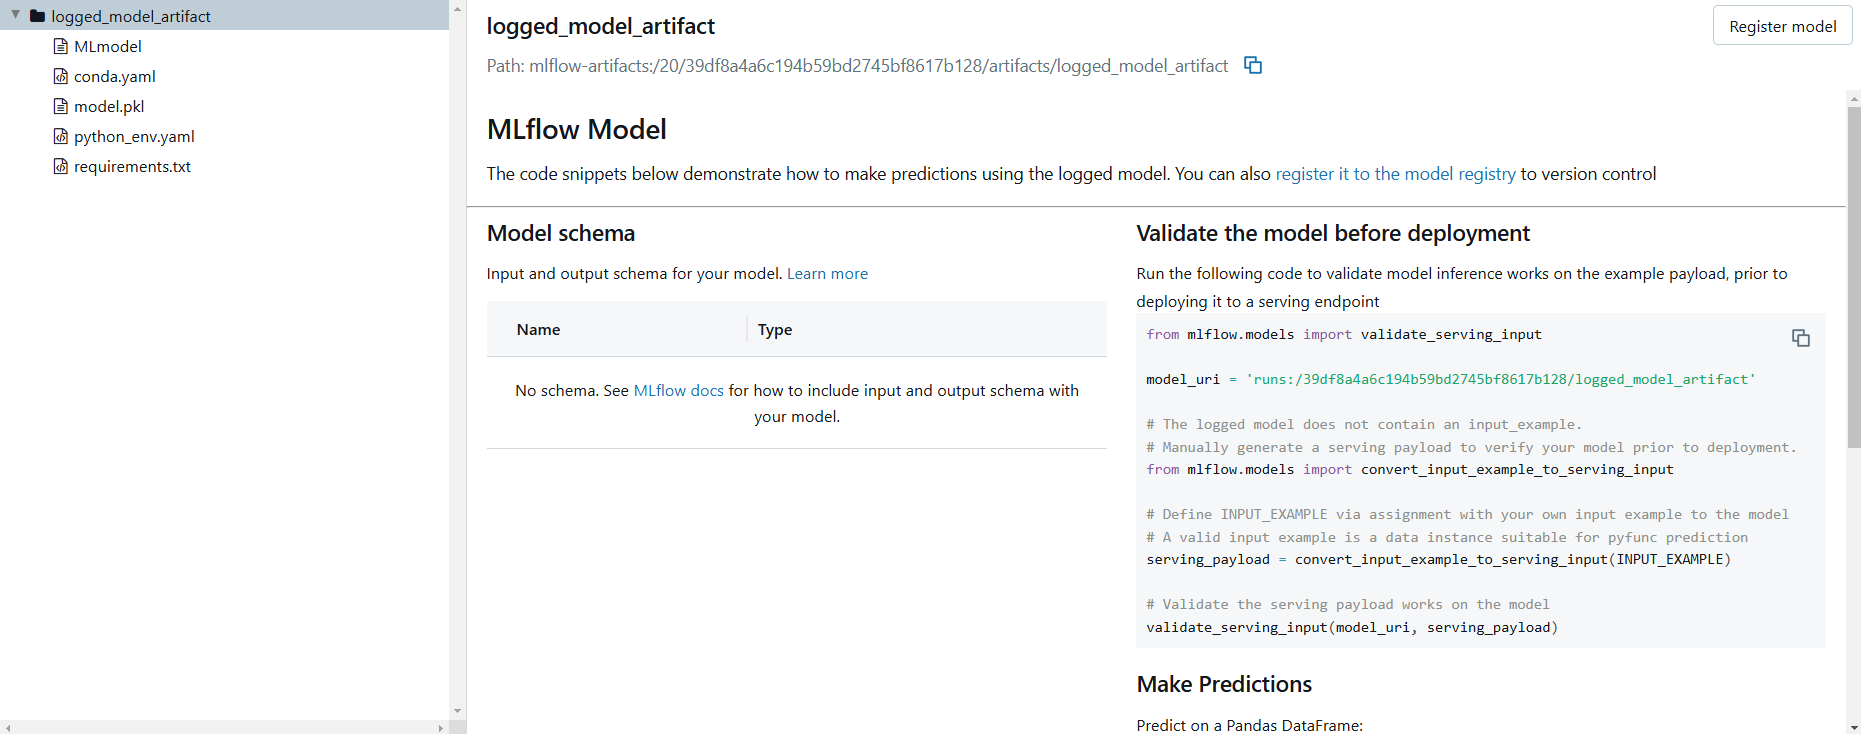 logged_model_artifact
MLmodel
conda.yaml
model.pkl
python_env.yaml
requirements.txt
logged_model_artifact
Register model
Path: mlflow-artifacts:/20/39df8a4a6c194b59bd2745bf8617b128/artifacts/logged_model_artifact
MLflow Model
The code snippets below demonstrate how to make predictions using the logged model. You can also register it to the model registry to version control
Model schema
Input and output schema for your model. Learn more
Name Type
No schema. See MLflow docs for how to include input and output schema with
your model.
Validate the model before deployment
Run the following code to validate model inference works on the example payload, prior to
deploying it to a serving endpoint
from mlflow.models import validate_serving_input
model_uri = 'runs:/39df8a4a6c194b59bd2745bf8617b128/logged_model_artifact'
# The logged model does not contain an input_example.
# Manually generate a serving payload to verify your model prior to deployment.
from mlflow.models import convert_input_example_to_serving_input
# Define INPUT_EXAMPLE via assignment with your own input example to the model
# A valid input example is a data instance suitable for pyfunc prediction
serving_payload = convert_input_example_to_serving_input(INPUT_EXAMPLE)
# Validate the serving payload works on the model
validate_serving_input(model_uri, serving_payload)
Make Predictions
Predict on a Pandas DataFrame: